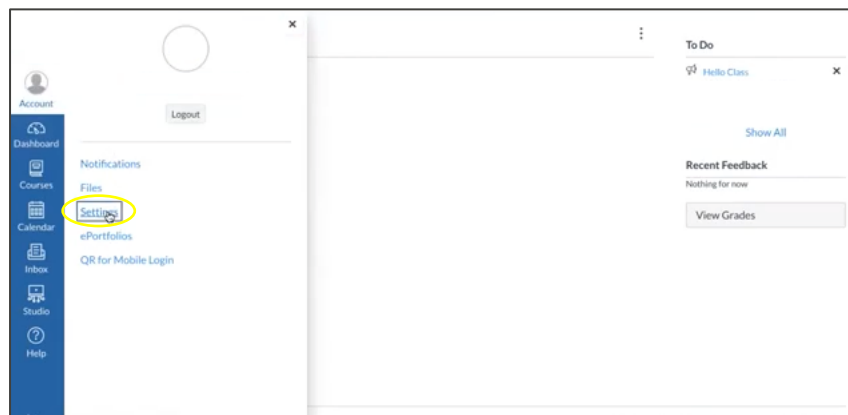 Account
Dashboard
Courses
Calendar
Inbox
Studio
Help
Logout
Notifications
Files
Settings
ePortfolios
QR for Mobile Login
To Do
Hello Class
Show All
Recent Feedback
Nothing for now
View Grades